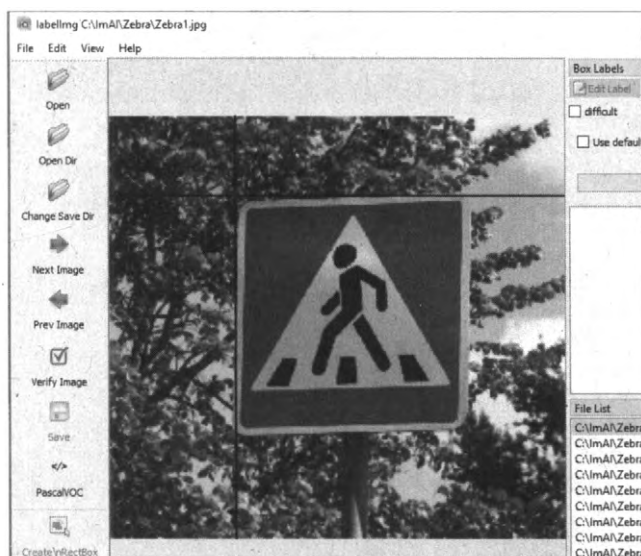 labelImg C:\ImAI\Zebra\Zebra1.jpg
File Edit View Help
Open
Open Dir
Change Save Dir
Next Image
Prev Image
Verify Image
Save
</>
PascalVOC
Create\nRectBox
Box Labels
Edit Label
difficult
Use defaul
File List
C:\ImAI\Zebra
C:\ImAI\Zebra
C:\ImAI\Zebra
C:\ImAI\Zebra
C:\ImAI\Zebra
C:\ImAI\Zebra
C:\ImAI\Zebra
C:\ImAI\Zebra
C:\ImAI\Zebra